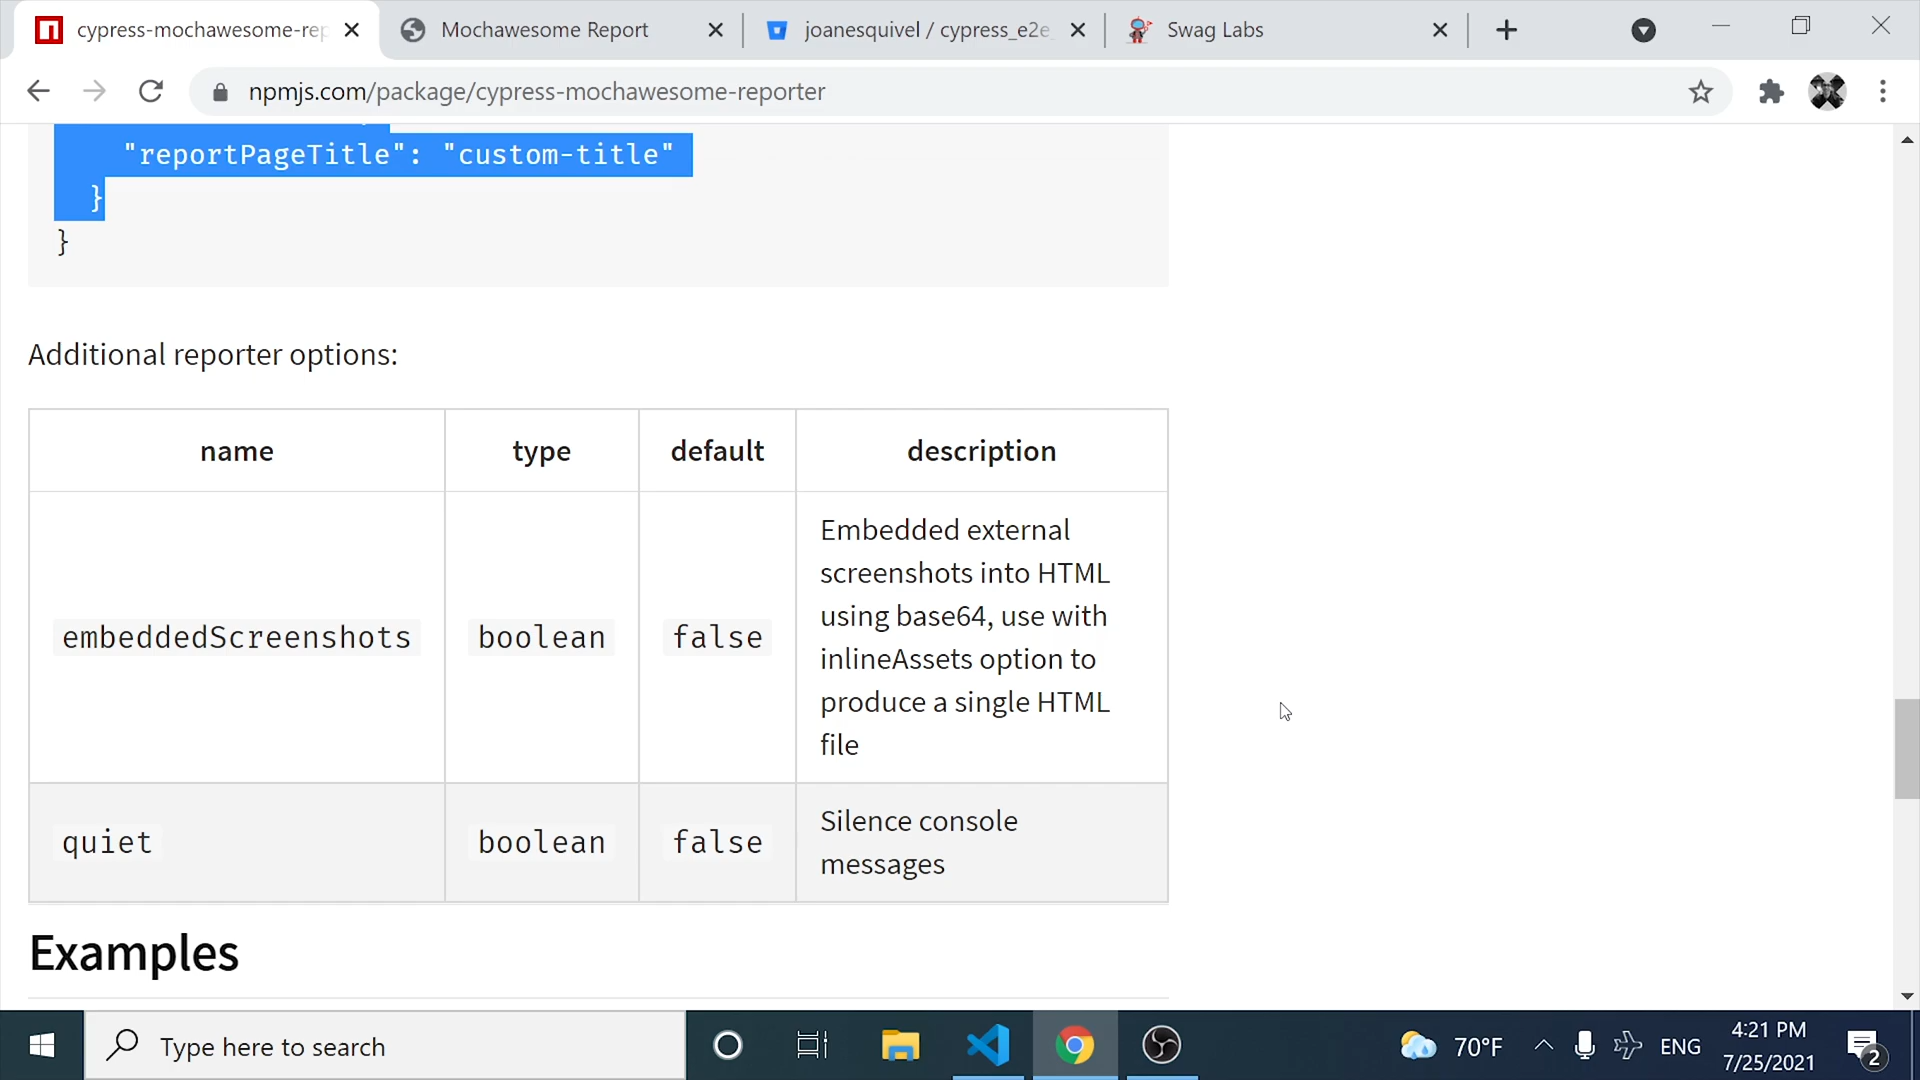 cypress-mochawesome-rep
Mochawesome Report
joanesquivel / cypress_e2e
Swag Labs
npmjs.com/package/cypress-mochawesome-reporter
"reportPageTitle": "custom-title"
}
}
Additional reporter options:
name type default description
Embedded external
screenshots into HTML
using base64, use with
embeddedScreenshots boolean false
inlineAssets option to
produce a single HTML
file
quiet boolean false
Silence console
messages
Examples
Type here to search
70°F
ENG
4:21 PM
7/25/2021
2